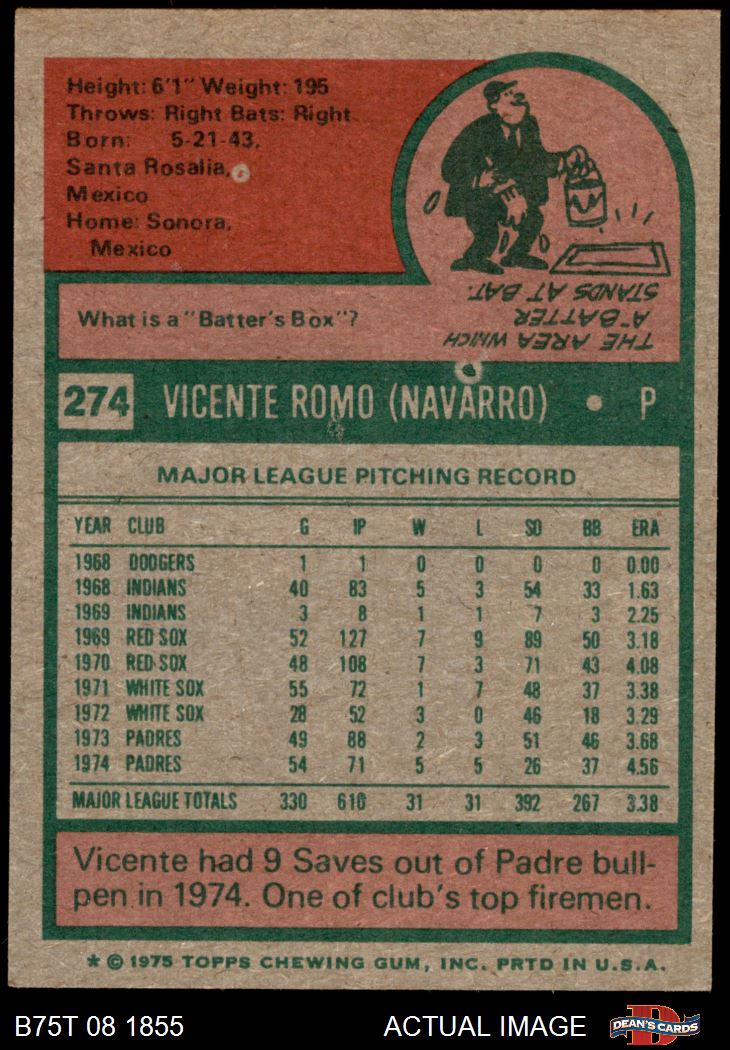 Height: 6'1" Weight: 195
Throws: Right Bats: Right
Born: 5-21-43,
Santa Rosalia,
Mexico
Home: Sonora,
Mexico
What is a "Batter's Box"?
THE AREA WHICH
A BATTER
STANDS AT BAT.
274 VICENTE ROMO (NAVARRO) • P
MAJOR LEAGUE PITCHING RECORD
YEAR CLUB G IP W L SO BB ERA
1968 DODGERS 1 1 0 0 0 0 0.00
1968 INDIANS 40 83 5 3 54 33 1.63
1969 INDIANS 3 8 1 1 7 3 2.25
1969 RED SOX 52 127 7 9 89 50 3.18
1970 RED SOX 48 108 7 3 71 43 4.08
1971 WHITE SOX 55 72 1 7 48 37 3.38
1972 WHITE SOX 28 52 3 0 46 18 3.29
1973 PADRES 49 88 2 3 51 46 3.68
1974 PADRES 54 71 5 5 26 37 4.56
MAJOR LEAGUE TOTALS 330 610 31 31 392 267 3.38
Vicente had 9 Saves out of Padre bull-
pen in 1974. One of club's top firemen.
* © 1975 TOPPS CHEWING GUM, INC. PRTD IN U.S.A.
B75T 08 1855 ACTUAL IMAGE DEAN'S CARDS